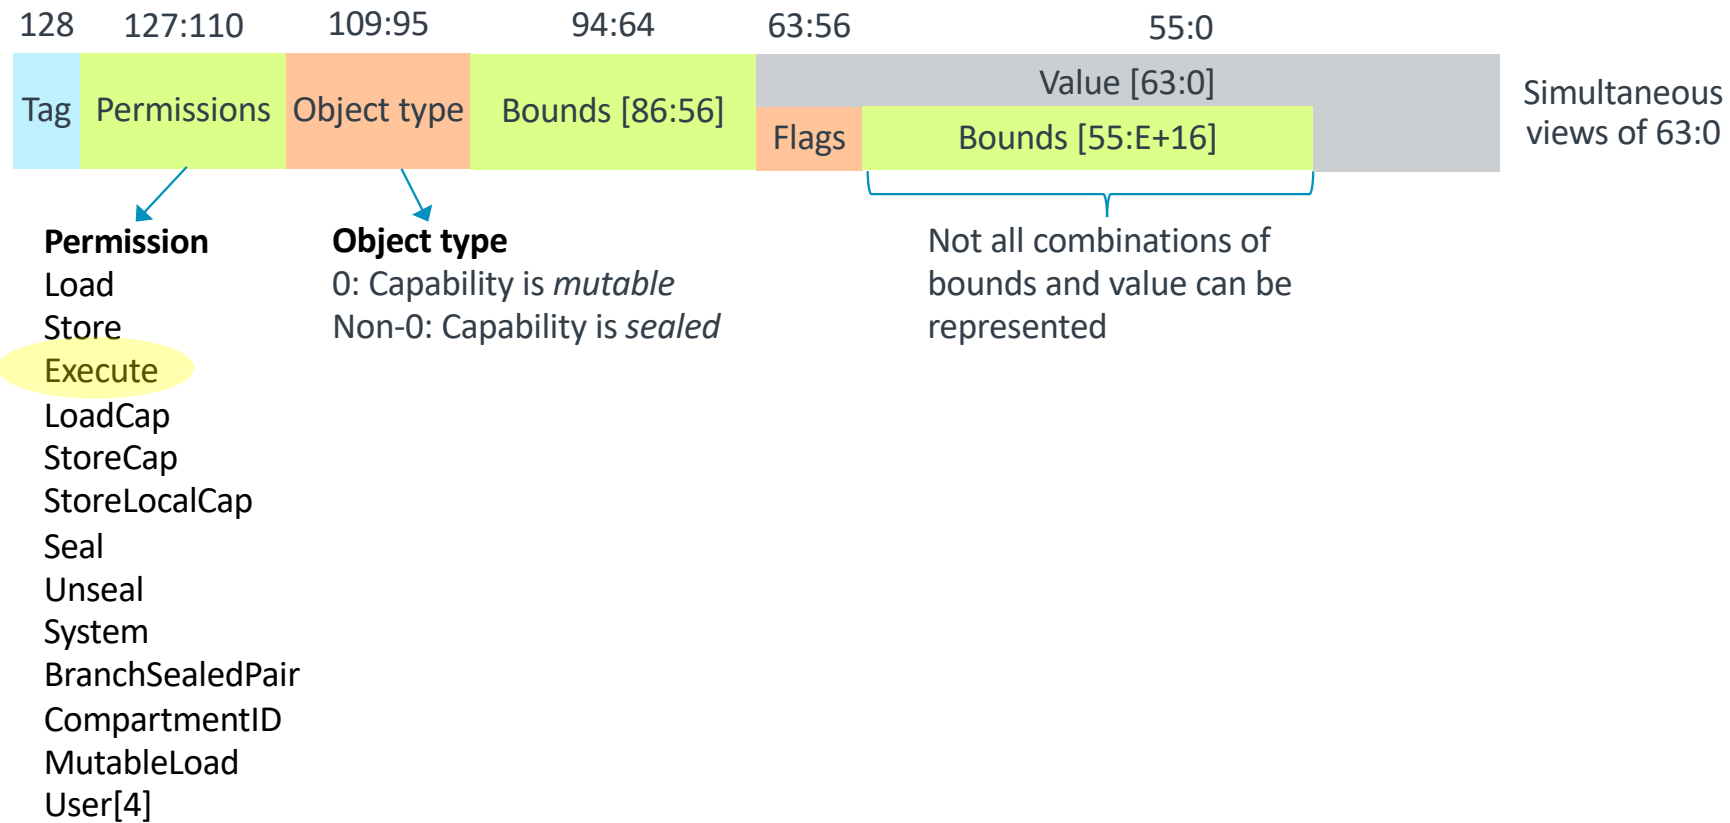 128 127:110 109:95 94:64 63:56 55:0
Tag Permissions Object type Bounds [86:56]
Value [63:0]
Flags Bounds [55:E+16]
Simultaneous
views of 63:0
Permission
Load
Store
Execute
LoadCap
StoreCap
StoreLocalCap
Seal
Unseal
System
BranchSealedPair
CompartmentID
MutableLoad
User[4]
Object type
0: Capability is mutable
Non-0: Capability is sealed
Not all combinations of
bounds and value can be
represented